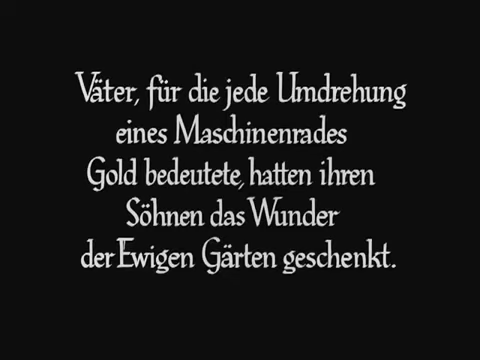 Väter, für die jede Umdrehung
eines Maschinenrades
Gold bedeutete, hatten ihren
Söhnen das Wunder
der Ewigen Gärten geschenkt.